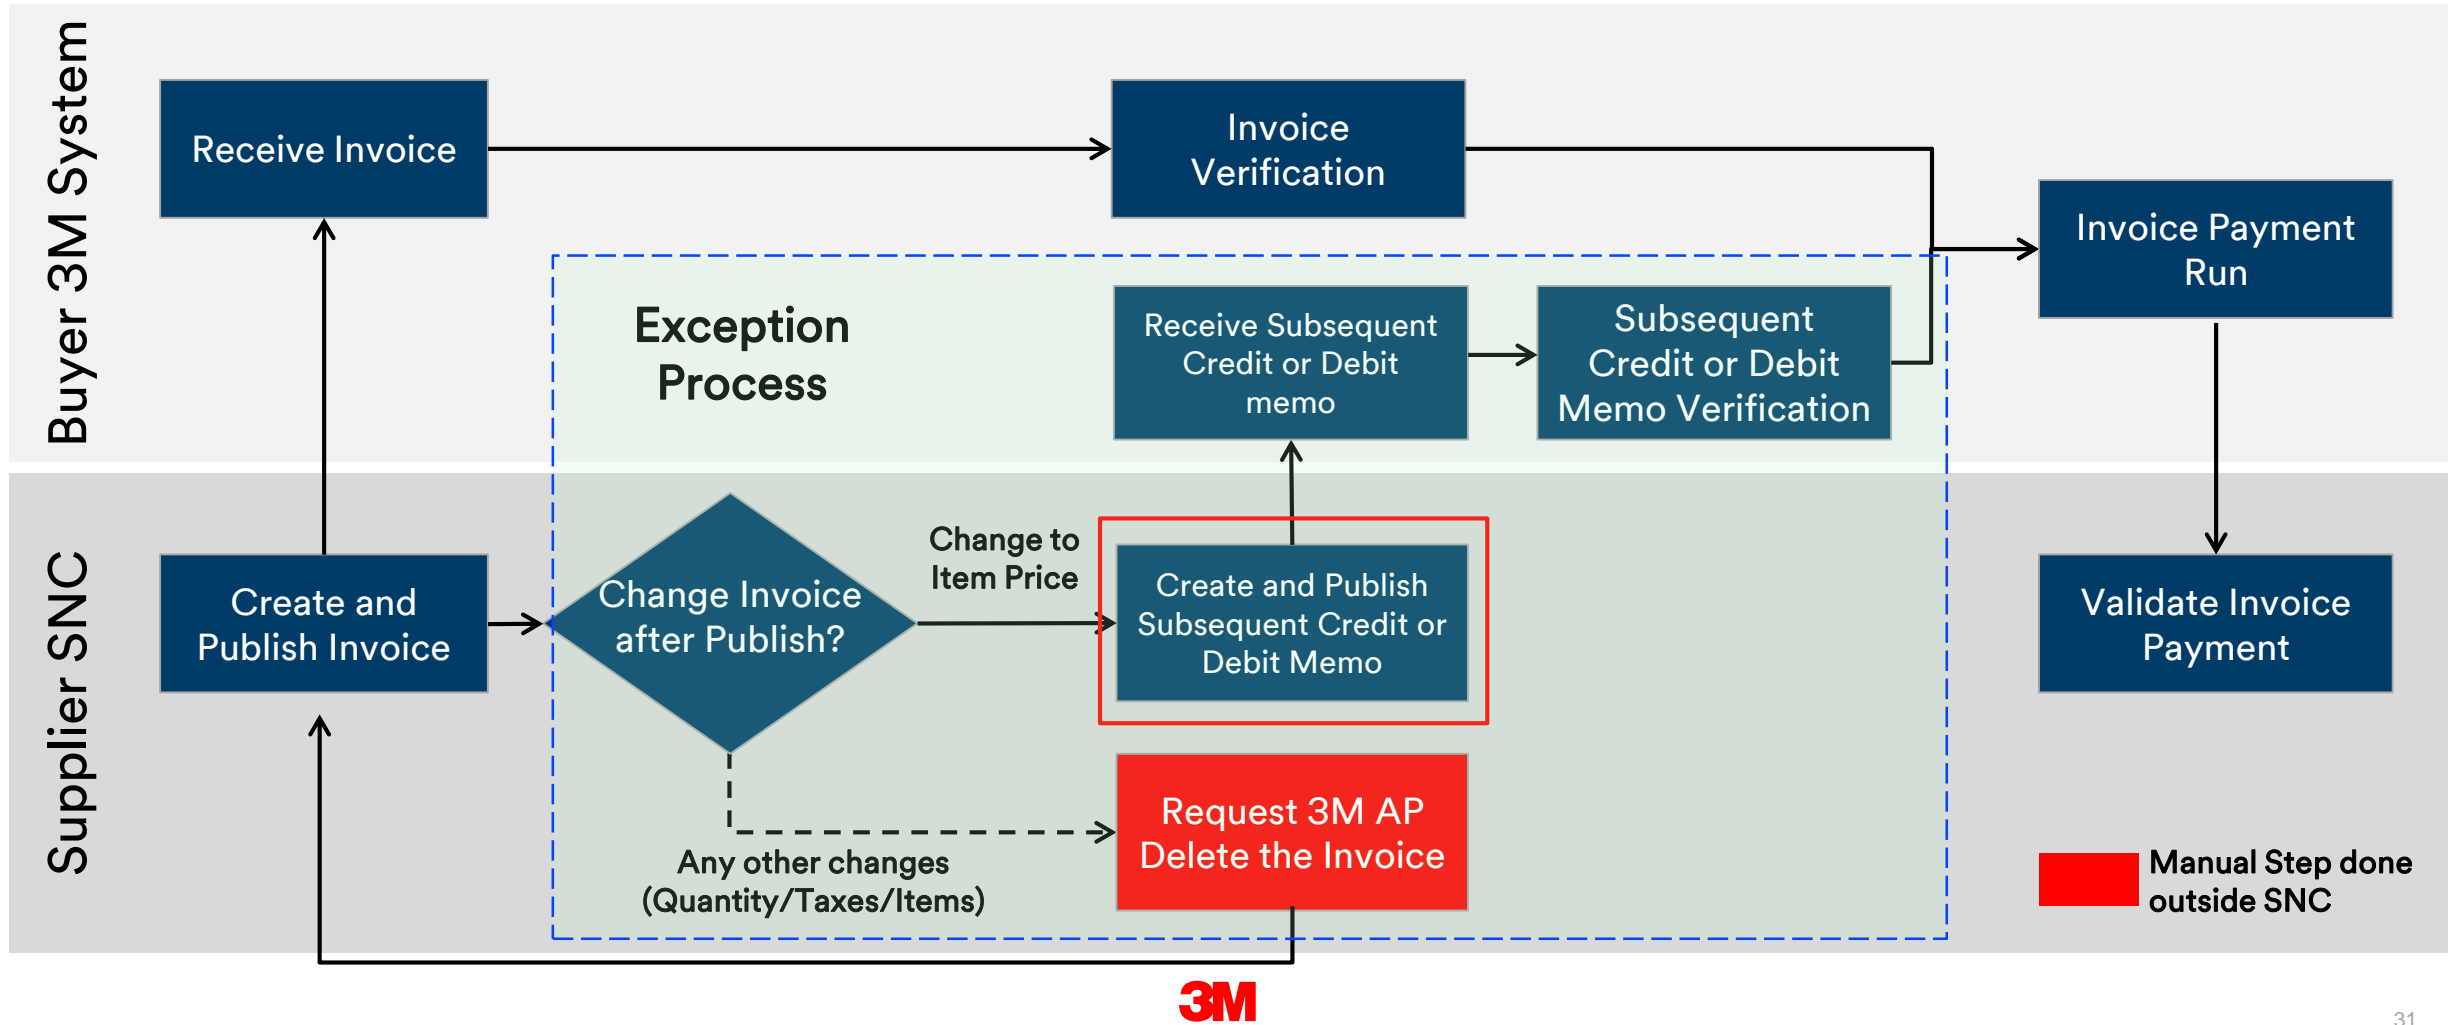 Buyer 3M System
Receive Invoice
Invoice
Verification
Invoice Payment
Run
Exception
Process
Receive Subsequent
Credit or Debit
memo
Subsequent
Credit or Debit
Memo Verification
Supplier SNC
Create and
Publish Invoice
Change Invoice
after Publish?
Change to
Item Price
Create and Publish
Subsequent Credit or
Debit Memo
Validate Invoice
Payment
Any other changes
(Quantity/Taxes/Items)
Request 3M AP
Delete the Invoice
Manual Step done
outside SNC
3M
31